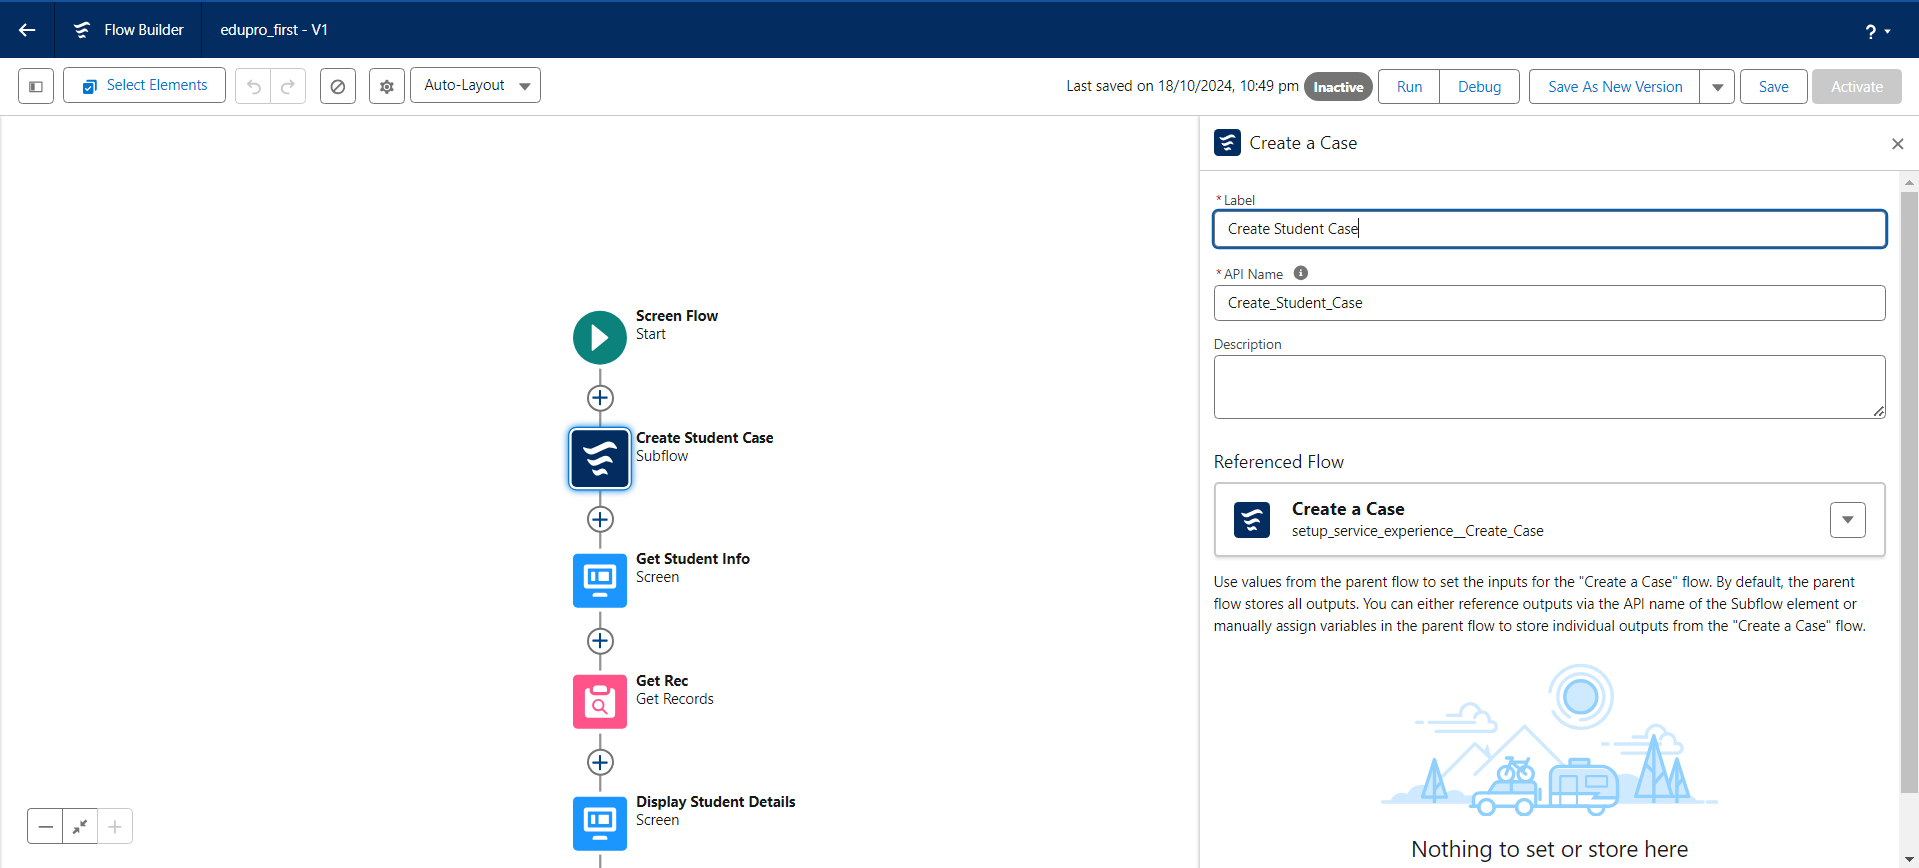 Flow Builder
edupro_first - V1
?
Select Elements
Auto-Layout
Last saved on 18/10/2024, 10:49 pm
Inactive
Run
Debug
Save As New Version
Save
Activate
Screen Flow
Start
Create Student Case
Subflow
Get Student Info
Screen
Get Rec
Get Records
Display Student Details
Screen
Create a Case
* Label
Create Student Case
* API Name
Create_Student_Case
Description
Referenced Flow
Create a Case
setup_service_experience__Create_Case
Use values from the parent flow to set the inputs for the "Create a Case" flow. By default, the parent
flow stores all outputs. You can either reference outputs via the API name of the Subflow element or
manually assign variables in the parent flow to store individual outputs from the "Create a Case" flow.
Nothing to set or store here